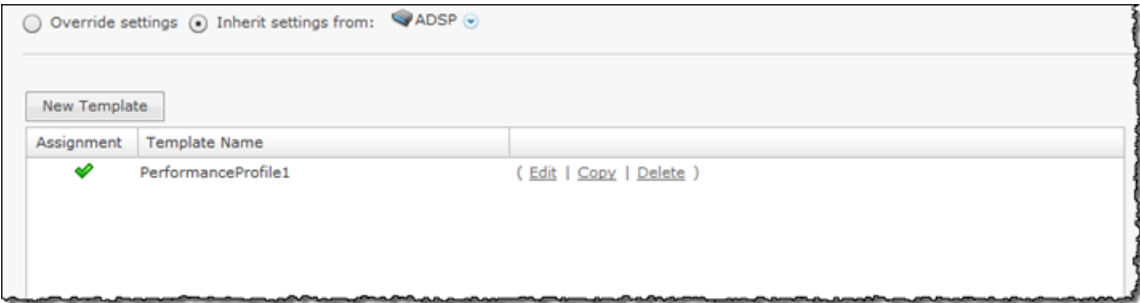 Override settings Inherit settings from: ADSP
New Template
Assignment Template Name
PerformanceProfile1 ( Edit | Copy | Delete )